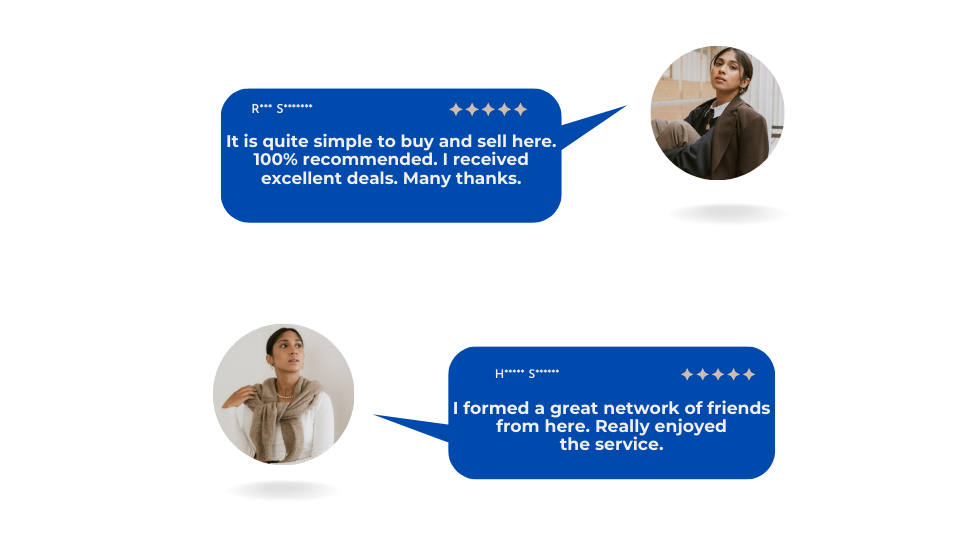 R*** S*******
It is quite simple to buy and sell here.
100% recommended. I received
excellent deals. Many thanks.
H***** S******
I formed a great network of friends
from here. Really enjoyed
the service.